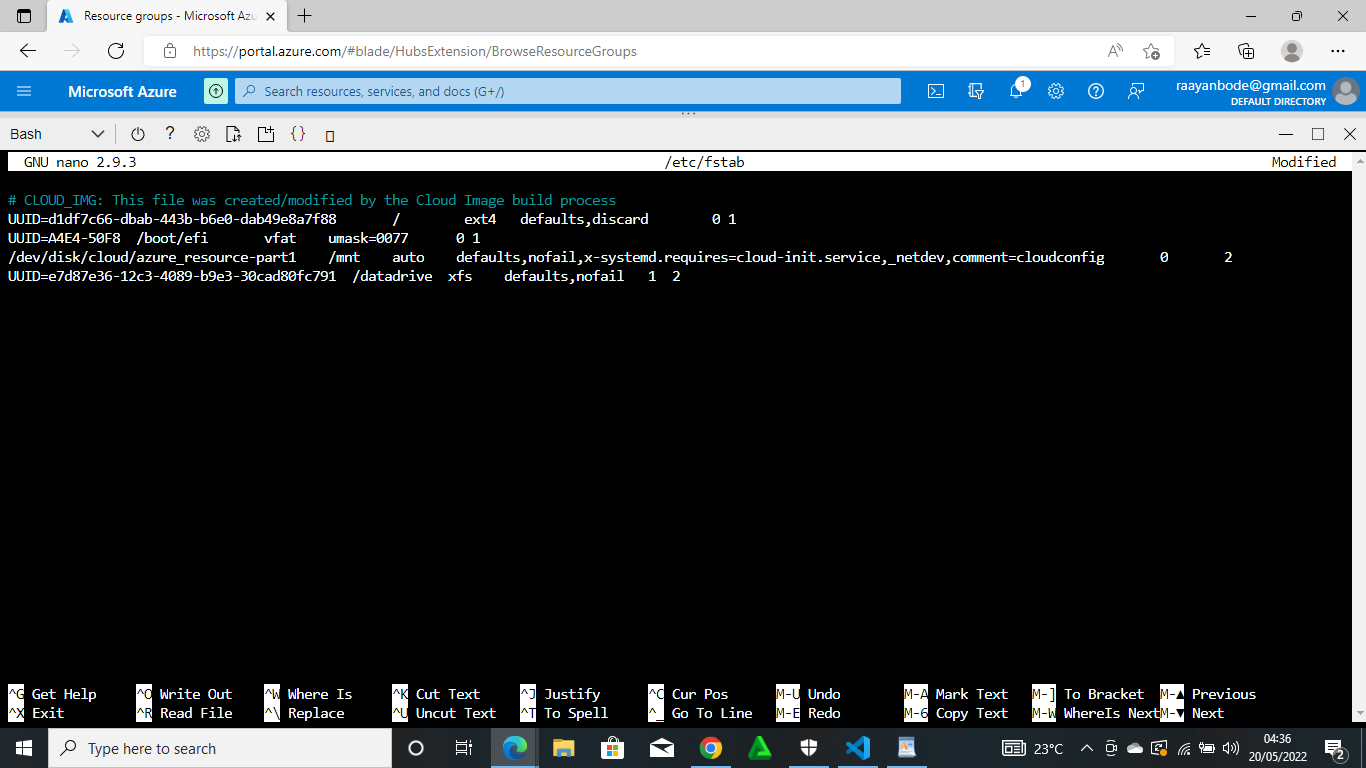 Resource groups - Microsoft Azu
https://portal.azure.com/#blade/HubsExtension/BrowseResourceGroups
Microsoft Azure
Search resources, services, and docs (G+/)
1
raayanbode@gmail.com
DEFAULT DIRECTORY
Bash
GNU nano 2.9.3 /etc/fstab Modified
# CLOUD_IMG: This file was created/modified by the Cloud Image build process
UUID=d1df7c66-dbab-443b-b6e0-dab49e8a7f88 / ext4 defaults,discard 0 1
UUID=A4E4-50F8 /boot/efi vfat umask=0077 0 1
/dev/disk/cloud/azure_resource-part1 /mnt auto defaults,nofail,x-systemd.requires=cloud-init.service,_netdev,comment=cloudconfig 0 2
UUID=e7d87e36-12c3-4089-b9e3-30cad80fc791 /datadrive xfs defaults,nofail 1 2
^G Get Help ^O Write Out ^W Where Is ^K Cut Text ^J Justify ^C Cur Pos M-U Undo M-A Mark Text M-] To Bracket M-▲ Previous
^X Exit ^R Read File ^\ Replace ^U Uncut Text ^T To Spell ^_ Go To Line M-E Redo M-6 Copy Text M-W WhereIs Next M-▼ Next
Type here to search
23°C
04:36
20/05/2022
2